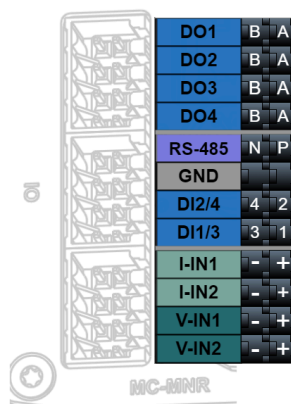 DO1 B A
DO2 B A
DO3 B A
DO4 B A
RS-485 N P
GND
DI2/4 4 2
DI1/3 3 1
I-IN1 - +
I-IN2 - +
V-IN1 - +
V-IN2 - +
IO
MC-MNR